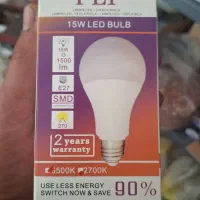 15W LED BULB
15W
1500
lm
E27
SMD
270
2 years
warranty
6500K
2700K
USE LESS ENERGY
SWITCH NOW & SAVE
90%